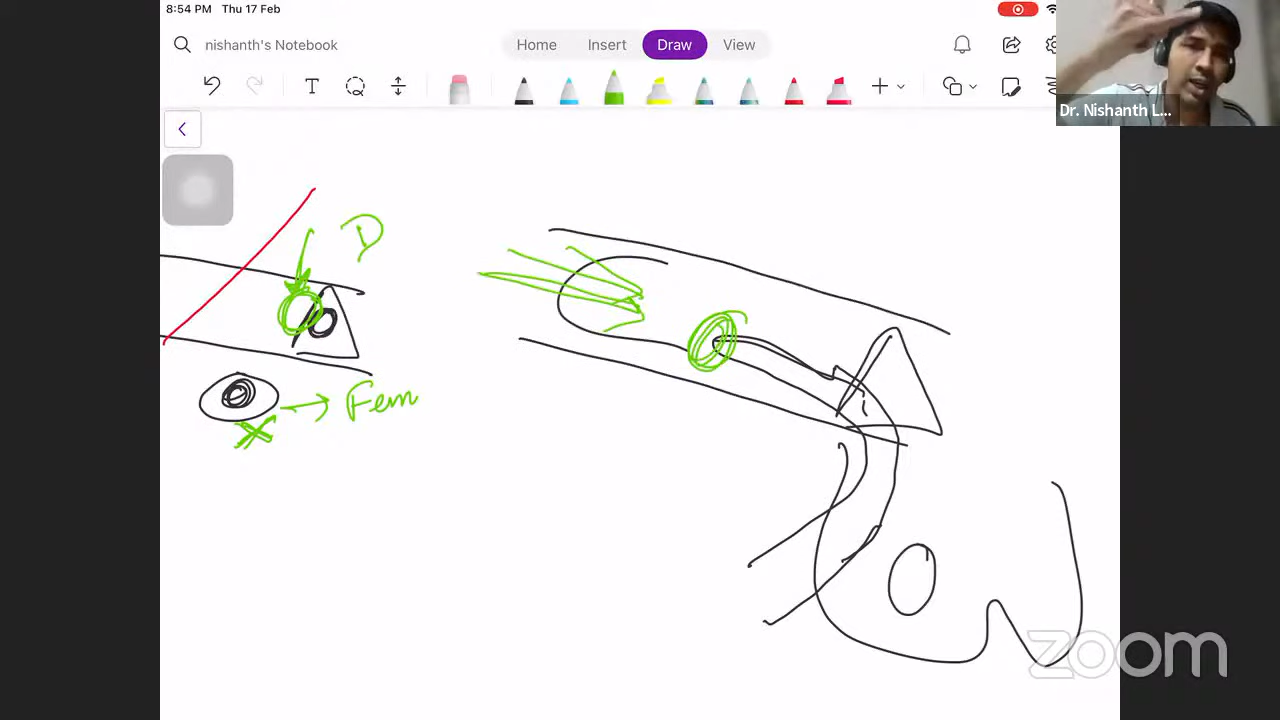 8:54 PM Thu 17 Feb
nishanth's Notebook
Home Insert Draw View
T
Dr. Nishanth L...
D
Fem
zoom